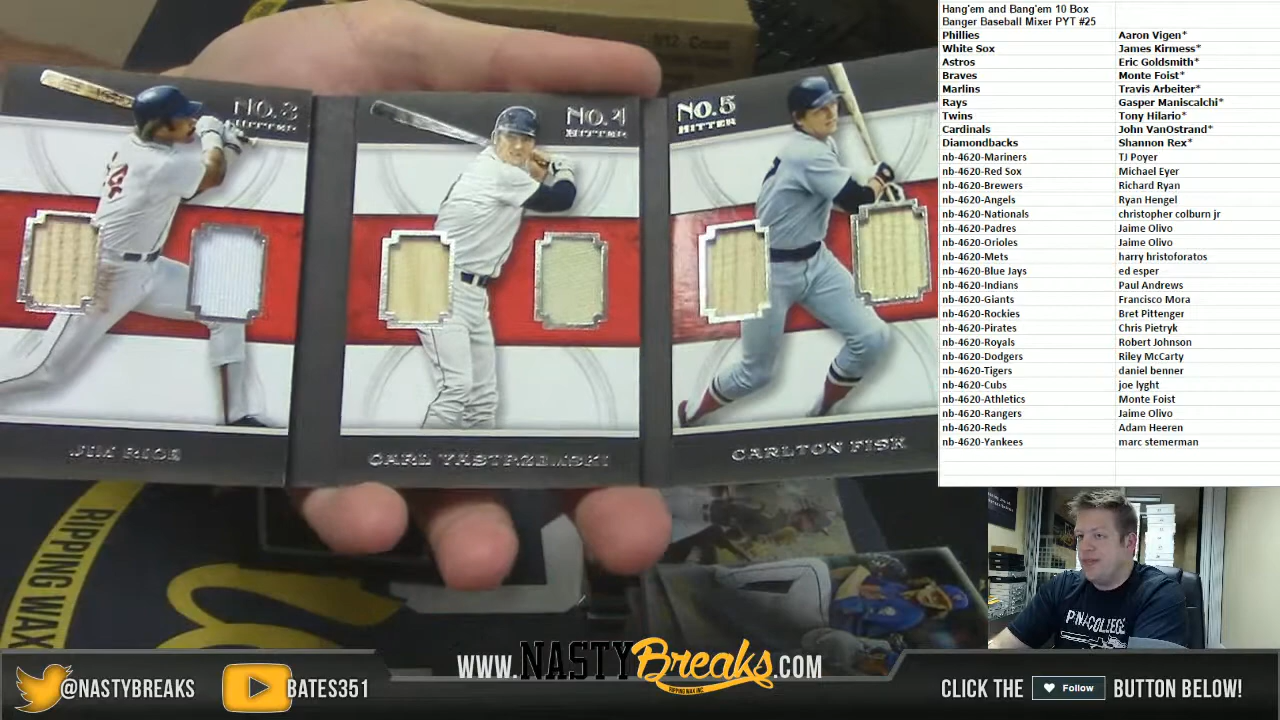 Hang'em and Bang'em 10 Box
Banger Baseball Mixer PYT #25
Phillies Aaron Vigen*
White Sox James Kirmess*
Astros Eric Goldsmith*
Braves Monte Foist*
Marlins Travis Arbeiter*
Rays Gasper Maniscalchi*
Twins Tony Hilario*
Cardinals John VanOstrand*
Diamondbacks Shannon Rex*
nb-4620-Mariners TJ Poyer
nb-4620-Red Sox Michael Eyer
nb-4620-Brewers Richard Ryan
nb-4620-Angels Ryan Hengel
nb-4620-Nationals christopher colburn jr
nb-4620-Padres Jaime Olivo
nb-4620-Orioles Jaime Olivo
nb-4620-Mets harry hristoforatos
nb-4620-Blue Jays ed esper
nb-4620-Indians Paul Andrews
nb-4620-Giants Francisco Mora
nb-4620-Rockies Bret Pittenger
nb-4620-Pirates Chris Pietryk
nb-4620-Royals Robert Johnson
nb-4620-Dodgers Riley McCarty
nb-4620-Tigers daniel benner
nb-4620-Cubs joe lyght
nb-4620-Athletics Monte Foist
nb-4620-Rangers Jaime Olivo
nb-4620-Reds Adam Heeren
nb-4620-Yankees marc stemerman
NO.3
HITTER
NO.4
HITTER
NO.5
HITTER
JIM RICE
CARL YASTRZEMSKI
CARLTON FISK
RIPPING WAX
WWW.NASTYBreaks.COM
RIPPING WAX INC
@NASTYBREAKS
BATES351
CLICK THE Follow BUTTON BELOW!